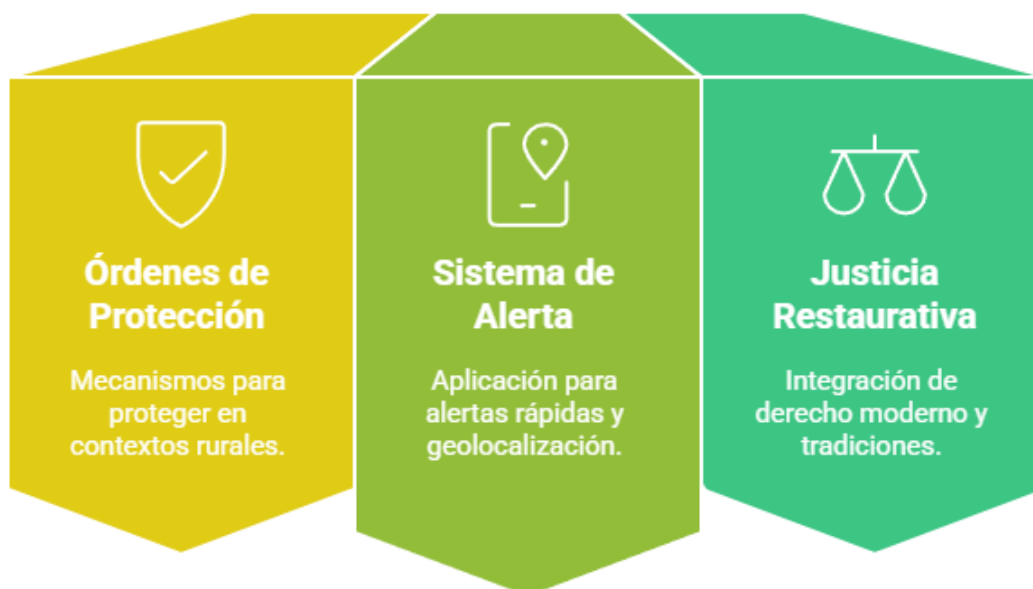 Órdenes de
Protección
Mecanismos para
proteger en
contextos rurales.
Sistema de
Alerta
Aplicación para
alertas rápidas y
geolocalización.
Justicia
Restaurativa
Integración de
derecho moderno y
tradiciones.